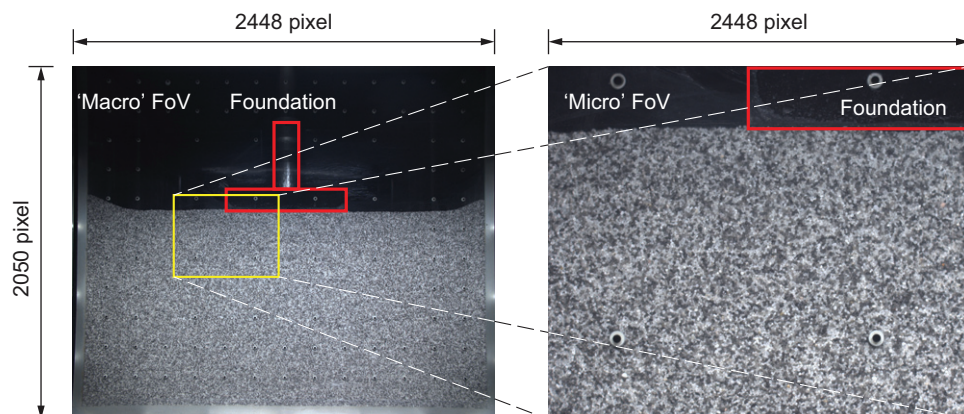 2448 pixel
2448 pixel
'Macro' FoV
Foundation
'Micro' FoV
Foundation
2050 pixel